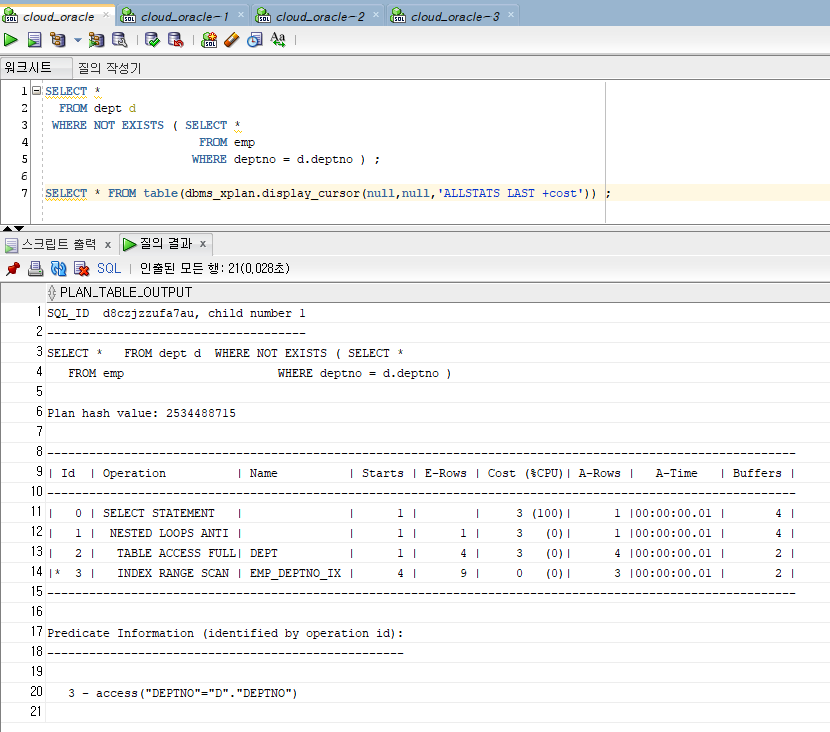 cloud_oracle × cloud_oracle~1 × cloud_oracle~2 × cloud_oracle~3 ×
워크시트 질의 작성기
1 SELECT *
2 FROM dept d
3 WHERE NOT EXISTS ( SELECT *
4 FROM emp
5 WHERE deptno = d.deptno ) ;
6
7 SELECT * FROM table(dbms_xplan.display_cursor(null,null,'ALLSTATS LAST +cost')) ;
스크립트 출력 × 질의 결과 ×
SQL | 인출된 모든 행: 21(0,028초)
PLAN_TABLE_OUTPUT
1 SQL_ID  d8czjzzufa7au, child number 1
2 -------------------------------------
3 SELECT *   FROM dept d  WHERE NOT EXISTS ( SELECT *
4 FROM emp                      WHERE deptno = d.deptno )
5
6 Plan hash value: 2534488715
7
8 -----------------------------------------------------------------------------------------------------------
9 | Id  | Operation          | Name           | Starts | E-Rows | Cost (%CPU)| A-Rows |   A-Time   | Buffers |
10 -----------------------------------------------------------------------------------------------------------
11 |   0 | SELECT STATEMENT   |                |      1 |        |     3 (100)|      1 |00:00:00.01 |       4 |
12 |   1 |  NESTED LOOPS ANTI |                |      1 |      1 |     3   (0)|      1 |00:00:00.01 |       4 |
13 |   2 |   TABLE ACCESS FULL| DEPT           |      1 |      4 |     3   (0)|      4 |00:00:00.01 |       2 |
14 |*  3 |   INDEX RANGE SCAN | EMP_DEPTNO_IX  |      4 |      9 |     0   (0)|      3 |00:00:00.01 |       2 |
15 -----------------------------------------------------------------------------------------------------------
16
17 Predicate Information (identified by operation id):
18 ---------------------------------------------------
19
20 3 - access("DEPTNO"="D"."DEPTNO")
21